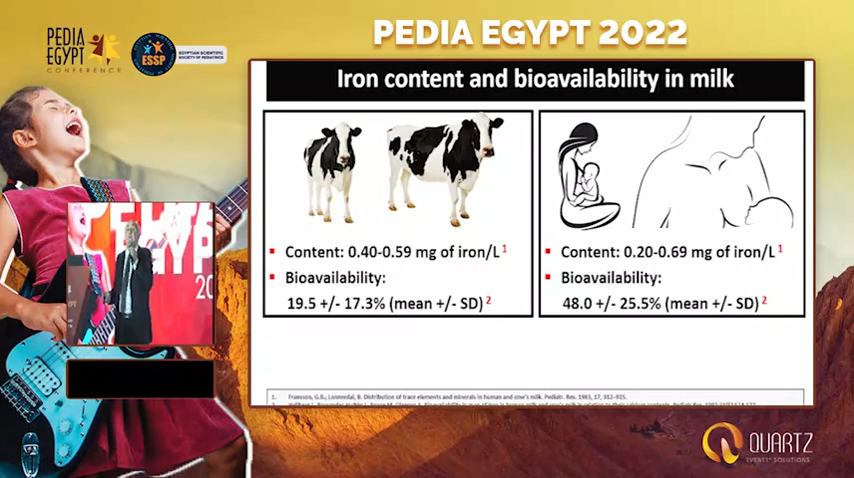 PEDIA EGYPT 2022
PEDIA
EGYPT
CONFERENCE
ESSP
EGYPTIAN SCIENTIFIC
SOCIETY OF PEDIATRICS
Iron content and bioavailability in milk
▪ Content: 0.40-0.59 mg of iron/L 1
▪ Bioavailability:
19.5 +/- 17.3% (mean +/- SD) 2
▪ Content: 0.20-0.69 mg of iron/L 1
▪ Bioavailability:
48.0 +/- 25.5% (mean +/- SD) 2
1. Fransson, G.B.; Lonnerdal, B. Distribution of trace elements and minerals in human and cow's milk. Pediatr. Res. 1983, 17, 912–915.
20
QUARTZ
EVENTS SOLUTIONS